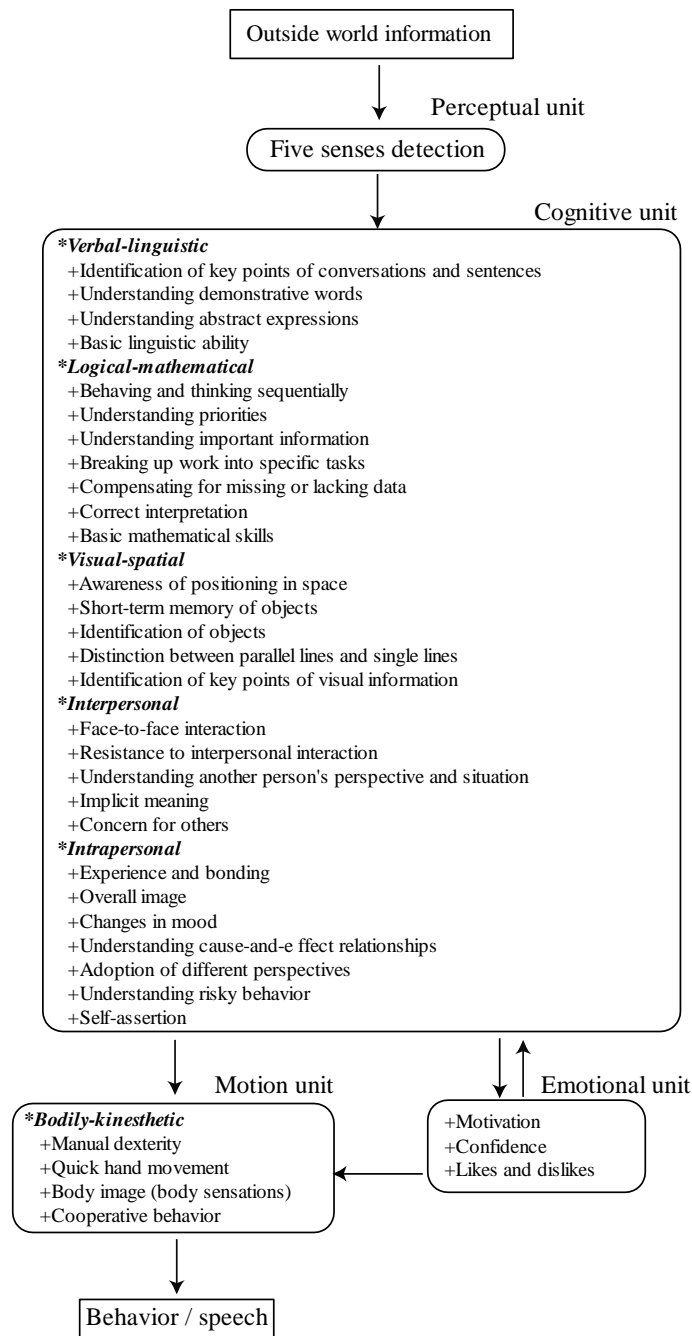 Outside world information
Perceptual unit
Five senses detection
Cognitive unit
*Verbal-linguistic
+Identification of key points of conversations and sentences
+Understanding demonstrative words
+Understanding abstract expressions
+Basic linguistic ability
*Logical-mathematical
+Behaving and thinking sequentially
+Understanding priorities
+Understanding important information
+Breaking up work into specific tasks
+Compensating for missing or lacking data
+Correct interpretation
+Basic mathematical skills
*Visual-spatial
+Awareness of positioning in space
+Short-term memory of objects
+Identification of objects
+Distinction between parallel lines and single lines
+Identification of key points of visual information
*Interpersonal
+Face-to-face interaction
+Resistance to interpersonal interaction
+Understanding another person's perspective and situation
+Implicit meaning
+Concern for others
*Intrapersonal
+Experience and bonding
+Overall image
+Changes in mood
+Understanding cause-and-e ffect relationships
+Adoption of different perspectives
+Understanding risky behavior
+Self-assertion
Motion unit
*Bodily-kinesthetic
+Manual dexterity
+Quick hand movement
+Body image (body sensations)
+Cooperative behavior
Emotional unit
+Motivation
+Confidence
+Likes and dislikes
Behavior / speech